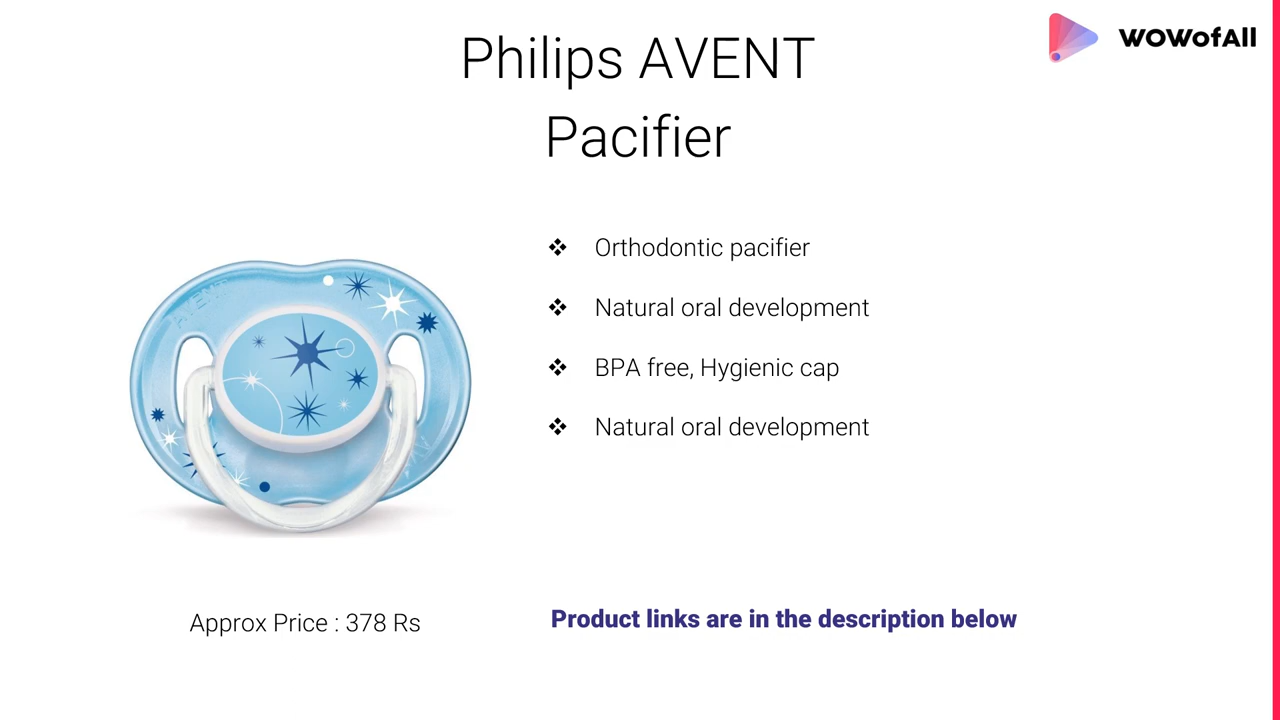 Philips AVENT
Pacifier
WOWofAll
❖ Orthodontic pacifier
❖ Natural oral development
❖ BPA free, Hygienic cap
❖ Natural oral development
Approx Price : 378 Rs
Product links are in the description below